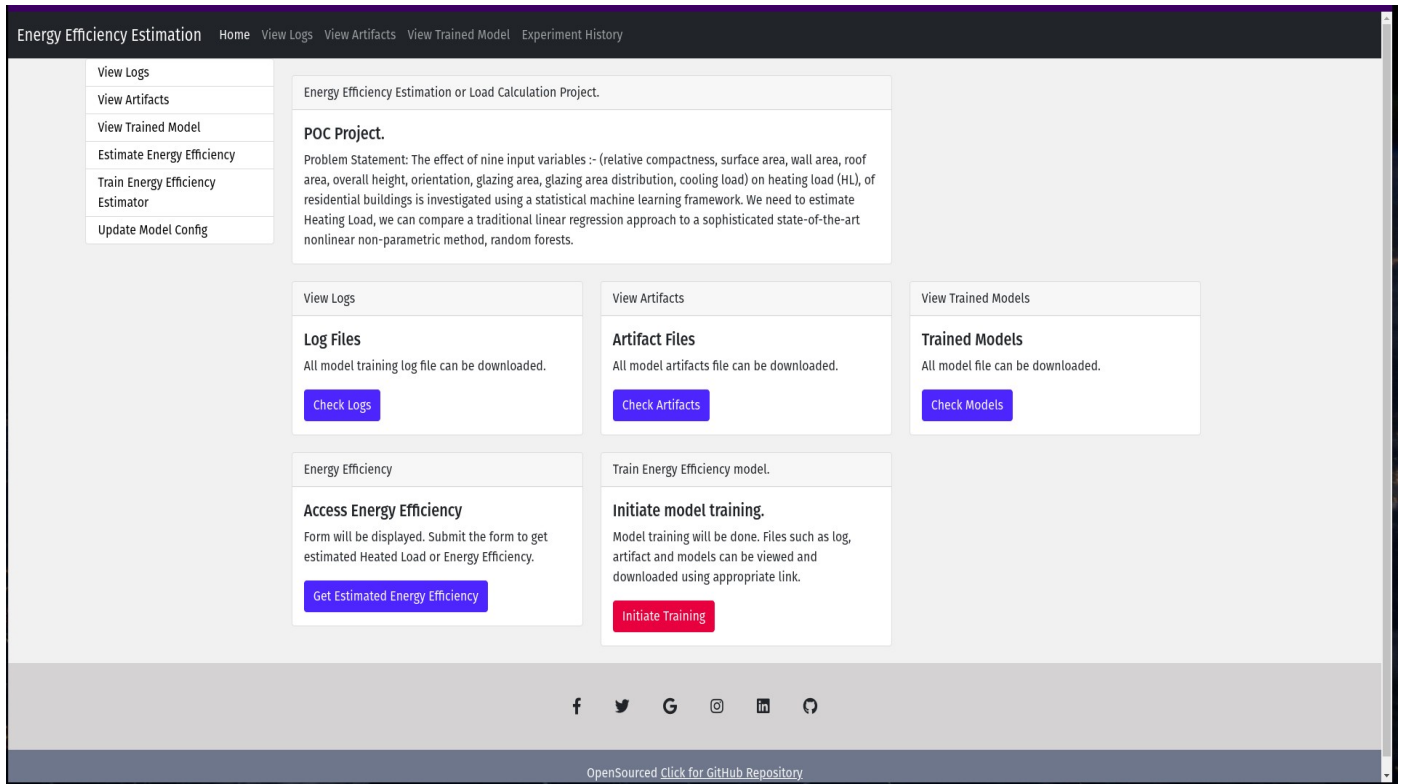 Energy Efficiency Estimation Home View Logs View Artifacts View Trained Model Experiment History
View Logs
View Artifacts
View Trained Model
Estimate Energy Efficiency
Train Energy Efficiency
Estimator
Update Model Config
Energy Efficiency Estimation or Load Calculation Project.
POC Project.
Problem Statement: The effect of nine input variables :- (relative compactness, surface area, wall area, roof
area, overall height, orientation, glazing area, glazing area distribution, cooling load) on heating load (HL), of
residential buildings is investigated using a statistical machine learning framework. We need to estimate
Heating Load, we can compare a traditional linear regression approach to a sophisticated state-of-the-art
nonlinear non-parametric method, random forests.
View Logs
Log Files
All model training log file can be downloaded.
Check Logs
View Artifacts
Artifact Files
All model artifacts file can be downloaded.
Check Artifacts
View Trained Models
Trained Models
All model file can be downloaded.
Check Models
Energy Efficiency
Access Energy Efficiency
Form will be displayed. Submit the form to get
estimated Heated Load or Energy Efficiency.
Get Estimated Energy Efficiency
Train Energy Efficiency model.
Initiate model training.
Model training will be done. Files such as log,
artifact and models can be viewed and
downloaded using appropriate link.
Initiate Training
OpenSourced Click for GitHub Repository